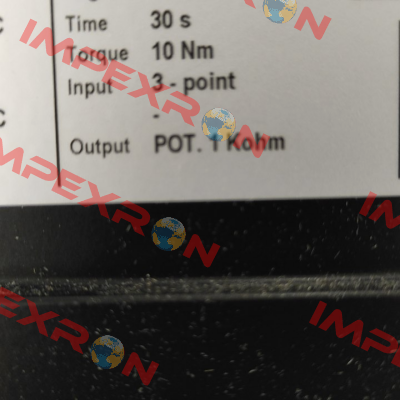 C
Time 30 s
Torque 10 Nm
Input 3 - point
C -
Output POT. 1 Kohm
IMPEXRON
IMPEXRON
IMPEXRON
IMPEXRON